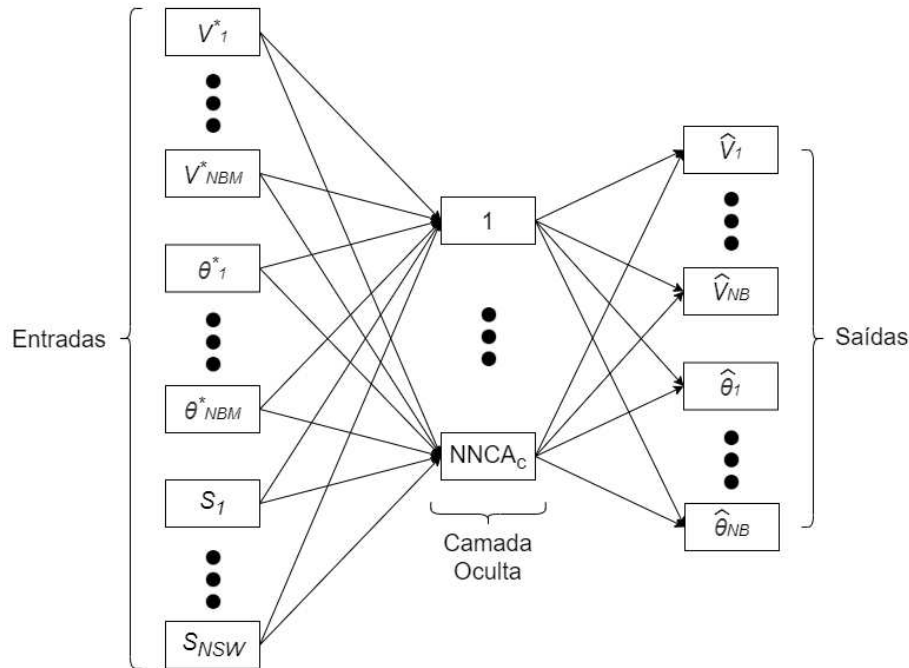 Entradas
V*1
V*NBM
θ*1
θ*NBM
S1
SNSW
1
NNCAc
Camada
Oculta
V̂1
V̂NB
θ̂1
θ̂NB
Saídas